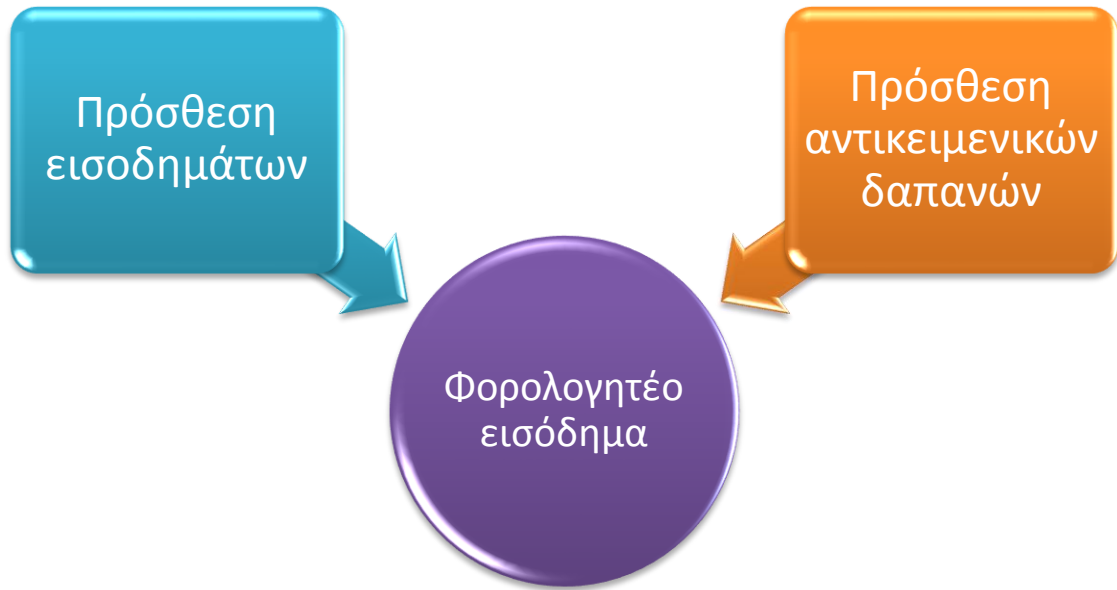 Πρόσθεση
εισοδημάτων
Πρόσθεση
αντικειμενικών
δαπανών
Φορολογητέο
εισόδημα